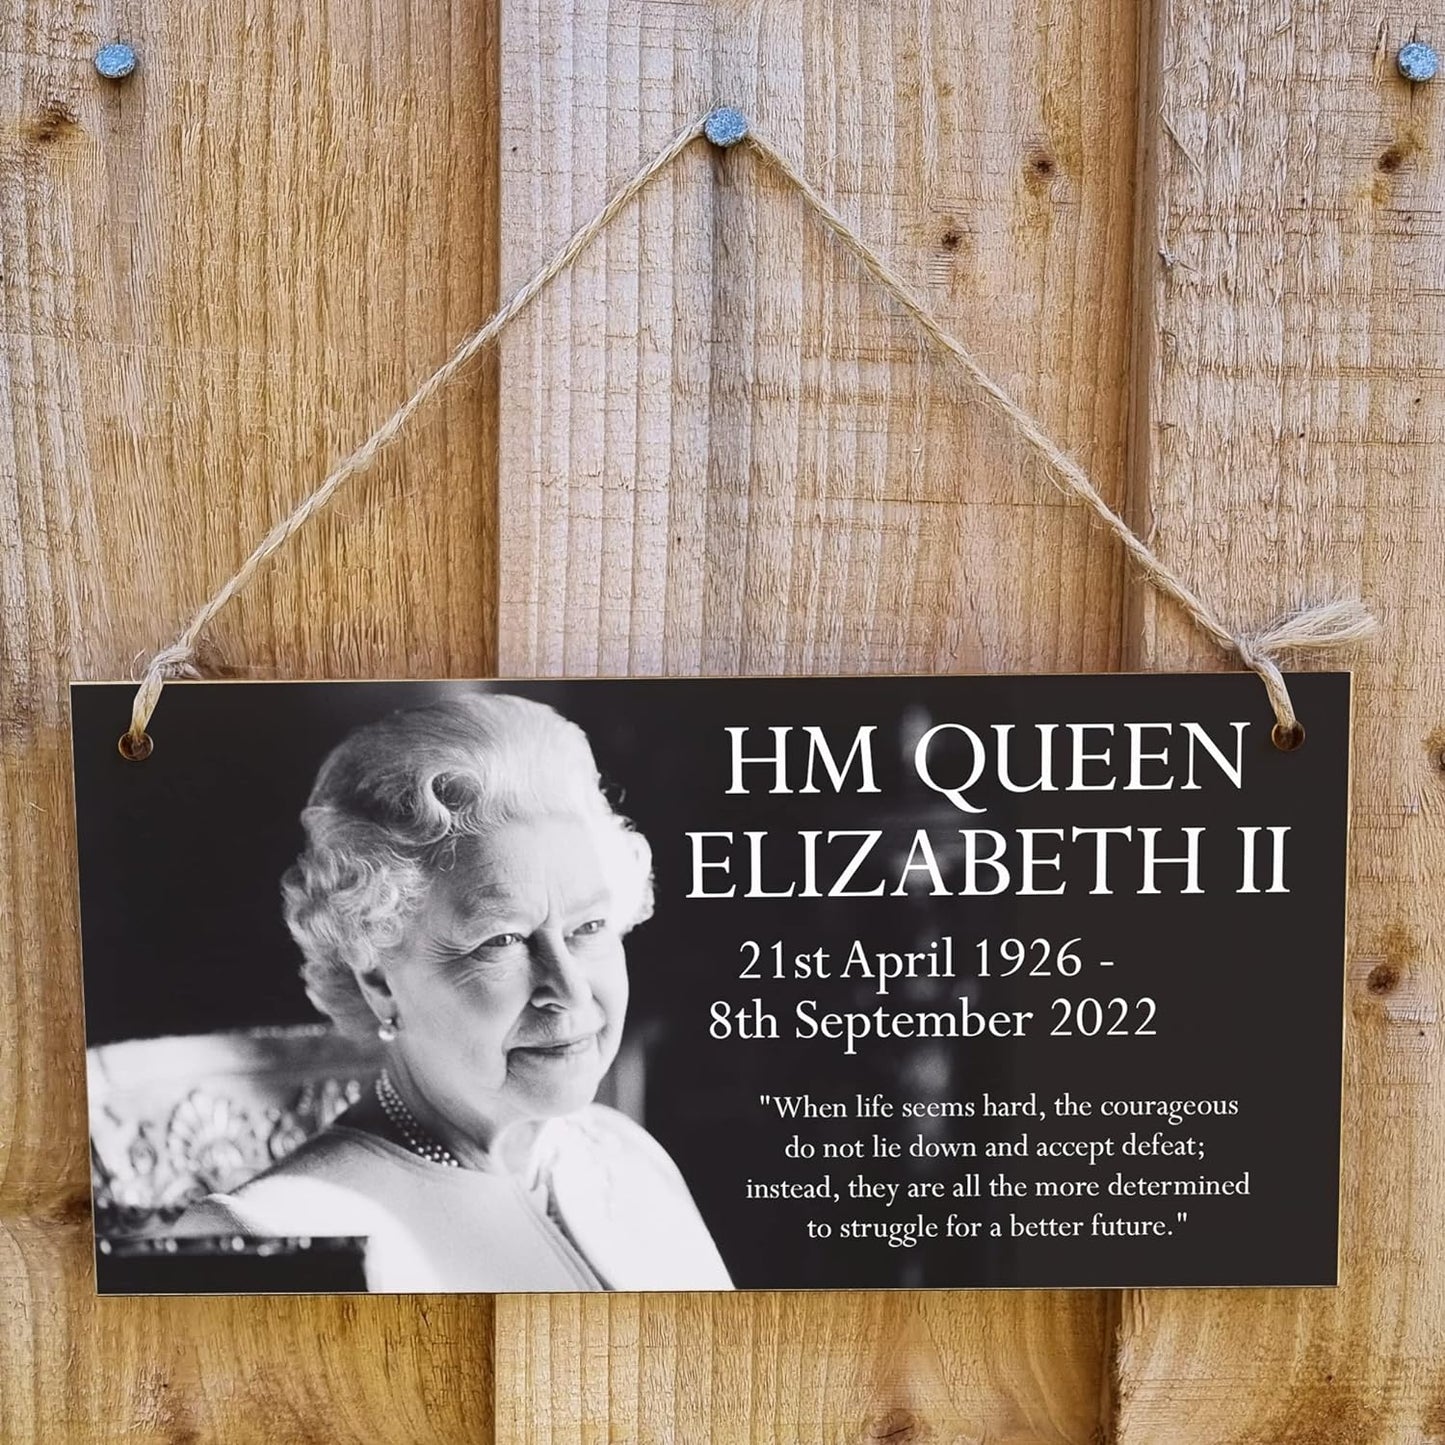 HM QUEEN
ELIZABETH II
21st April 1926 -
8th September 2022
"When life seems hard, the courageous
do not lie down and accept defeat;
instead, they are all the more determined
to struggle for a better future."